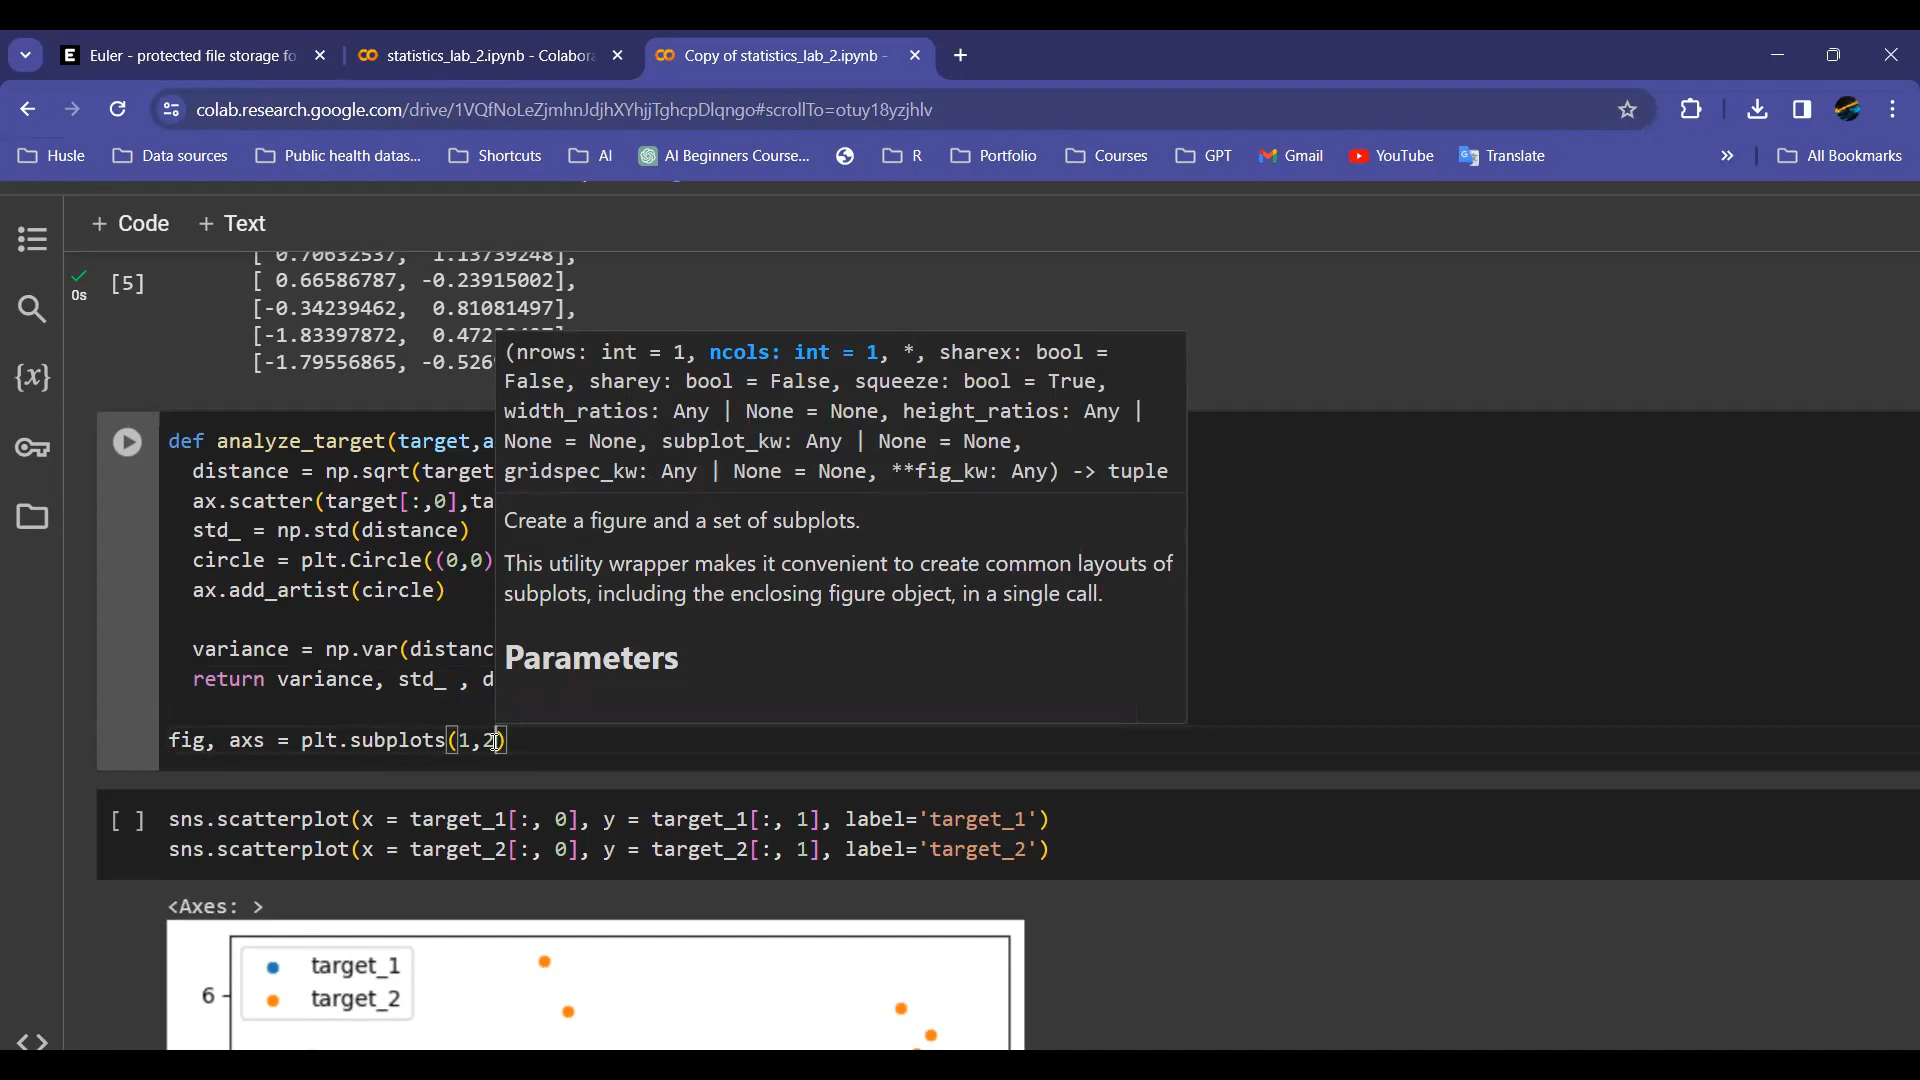 Euler - protected file storage fo
statistics_lab_2.ipynb - Colabora
Copy of statistics_lab_2.ipynb -
colab.research.google.com/drive/1VQfNoLeZjmhnJdjhXYhjjTghcpDlqngo#scrollTo=otuy18yzjhlv
Husle
Data sources
Public health datas...
Shortcuts
AI
AI Beginners Course...
R
Portfolio
Courses
GPT
Gmail
YouTube
Translate
All Bookmarks
+ Code + Text
[ 0.70632537, 1.13739248],
0s [5] [ 0.66586787, -0.23915002],
[-0.34239462, 0.81081497],
[-1.83397872,
[-1.79556865, -0.526
(nrows: int = 1, ncols: int = 1, *, sharex: bool =
False, sharey: bool = False, squeeze: bool = True,
width_ratios: Any | None = None, height_ratios: Any |
None = None, subplot_kw: Any | None = None,
gridspec_kw: Any | None = None, **fig_kw: Any) -> tuple
Create a figure and a set of subplots.
This utility wrapper makes it convenient to create common layouts of
subplots, including the enclosing figure object, in a single call.
Parameters
def analyze_target(target,a
distance = np.sqrt(target
ax.scatter(target[:,0],ta
std_ = np.std(distance)
circle = plt.Circle((0,0)
ax.add_artist(circle)
variance = np.var(distanc
return variance, std_ , d
fig, axs = plt.subplots(1,2)
[ ] sns.scatterplot(x = target_1[:, 0], y = target_1[:, 1], label='target_1')
sns.scatterplot(x = target_2[:, 0], y = target_2[:, 1], label='target_2')
<Axes: >
target_1
target_2
6